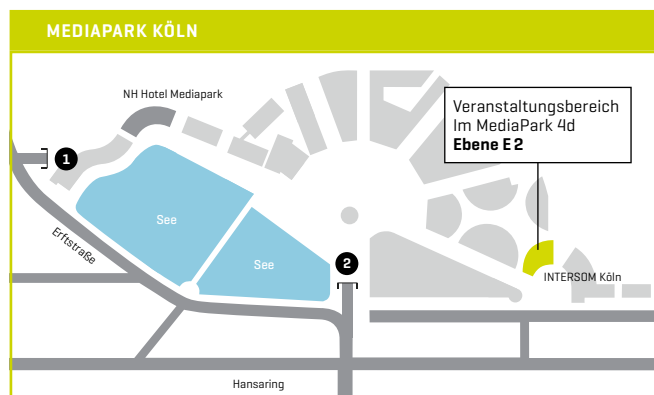 MEDIAPARK KÖLN
NH Hotel Mediapark
Veranstaltungsbereich
Im MediaPark 4d
Ebene E 2
1
See
Erftstraße
See
2
INTERSOM Köln
Hansaring